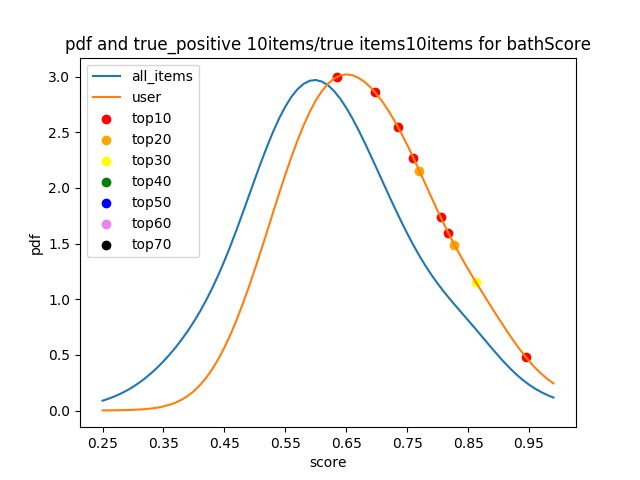 pdf and true_positive 10items/true items10items for bathScore
all_items
user
top10
top20
top30
top40
top50
top60
top70
3.0
2.5
2.0
1.5
1.0
0.5
0.0
pdf
0.25 0.35 0.45 0.55 0.65 0.75 0.85 0.95
score